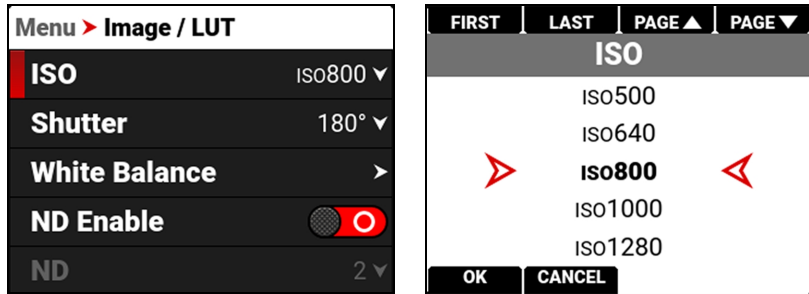 Menu > Image / LUT
ISO ISO800
Shutter 180°
White Balance >
ND Enable
ND 2
FIRST LAST PAGE▲ PAGE▼
ISO
ISO500
ISO640
ISO800
ISO1000
ISO1280
OK CANCEL